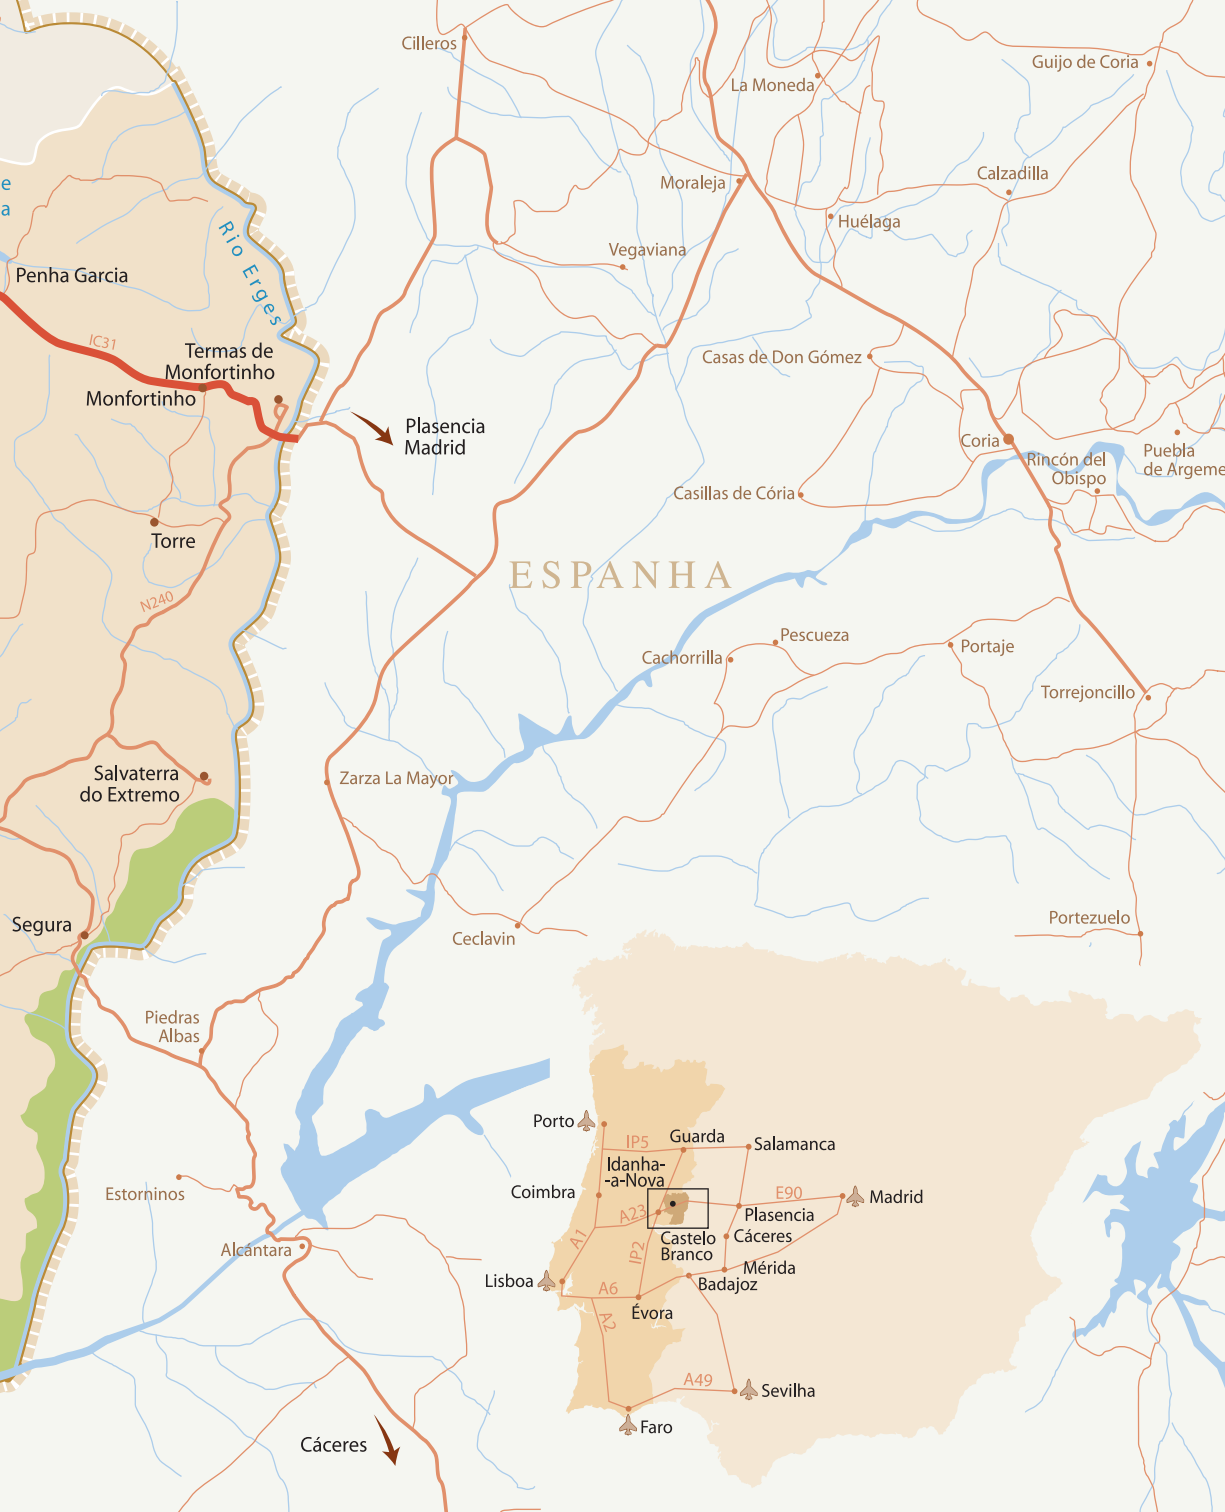 Cilleros
Guijo de Coria
La Moneda
Calzadilla
Moraleja
e
a
Huélaga
Vegaviana
Rio Erges
Penha Garcia
IC31
Termas de
Monfortinho
Monfortinho
Casas de Don Gómez
Plasencia
Madrid
Coria
Rincón del
Obispo
Puebla
de Argeme
Casillas de Cória
Torre
ESPANHA
N240
Pescueza
Cachorrilla
Portaje
Torrejoncillo
Salvaterra
do Extremo
Zarza La Mayor
Segura
Ceclavin
Portezuelo
Piedras
Albas
Porto
IP5
Guarda
Salamanca
Idanha-
-a-Nova
Estorninos
Coimbra
E90
Madrid
A23
Plasencia
A1
IP2
Castelo
Branco
Cáceres
Alcántara
Mérida
Lisboa
A6
Badajoz
Évora
A2
A49
Sevilha
Faro
Cáceres